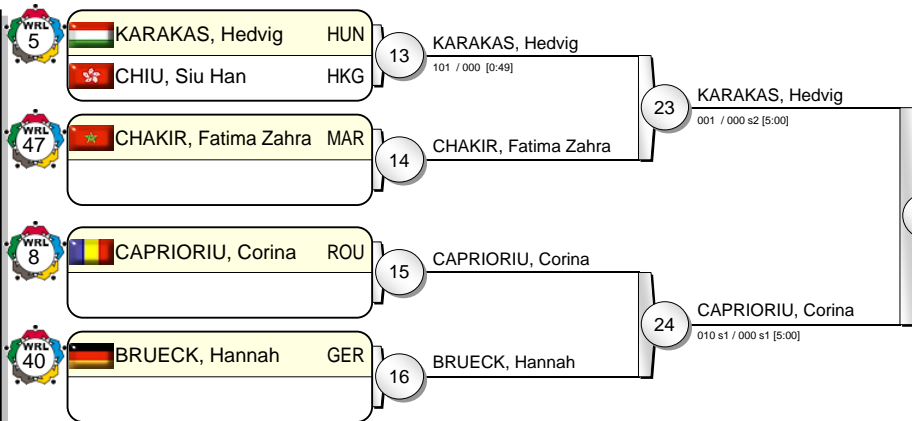 WRL 5
KARAKAS, Hedvig HUN
CHIU, Siu Han HKG
13
KARAKAS, Hedvig
101 / 000 [0:49]
23
KARAKAS, Hedvig
001 / 000 s2 [5:00]
WRL 47
CHAKIR, Fatima Zahra MAR
14
CHAKIR, Fatima Zahra
WRL 8
CAPRIORIU, Corina ROU
15
CAPRIORIU, Corina
24
CAPRIORIU, Corina
010 s1 / 000 s1 [5:00]
WRL 40
BRUECK, Hannah GER
16
BRUECK, Hannah